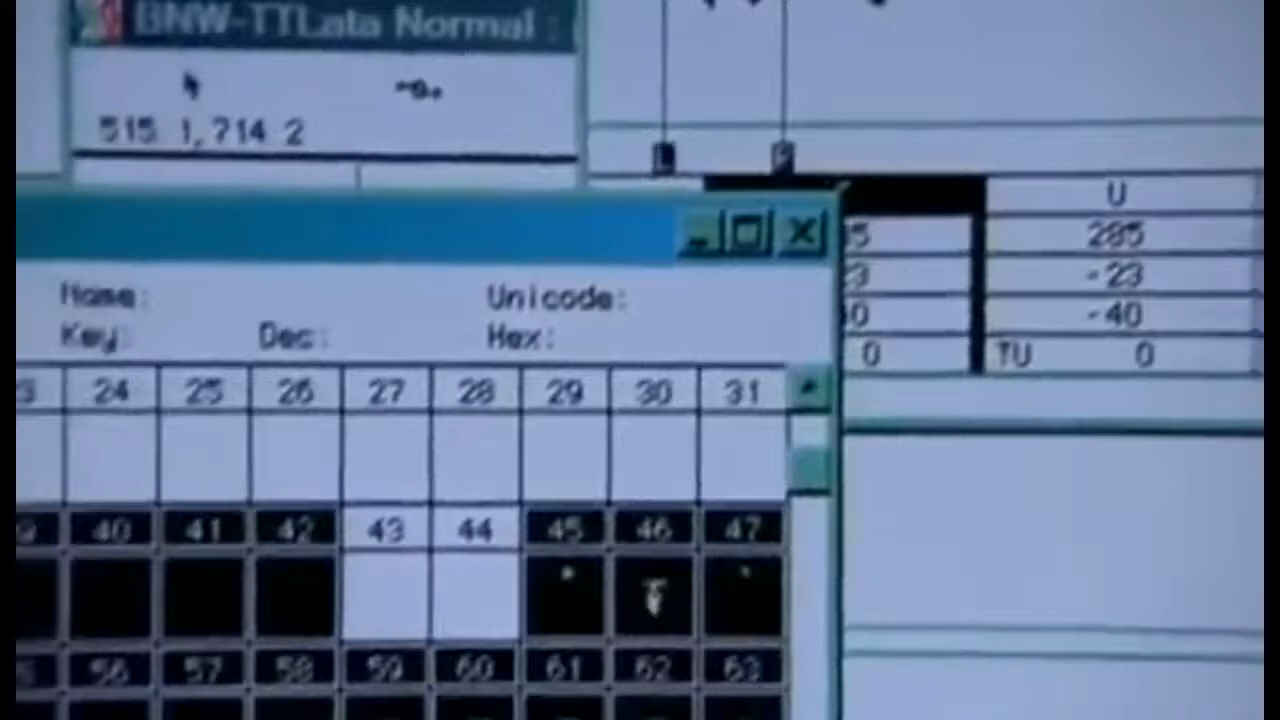 BNW-TTLata Normal :
515 1,714 2
U
285
-23
-40
0 TU 0
Name: Unicode:
Key: Dec: Hex:
24 25 26 27 28 29 30 31
40 41 42 43 44 45 46 47
56 57 58 59 60 61 62 63